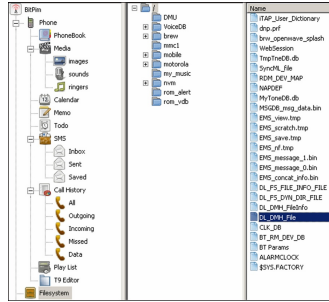 BitPim
Phone
PhoneBook
Media
images
sounds
ringers
Calendar
Memo
Todo
SMS
Inbox
Sent
Saved
Call History
All
Outgoing
Incoming
Missed
Data
Play List
T9 Editor
Filesystem
/
DMU
VoiceDB
brew
mmc1
mobile
motorola
my_music
nvm
rom_alert
rom_vdb
Name
iTAP_User_Dictionary
dnp.prf
brw_openwave_splash
WebSession
TmpTneDB.db
SyncML_file
RDM_DEV_MAP
NAPDEF
MyToneDB.db
MSGDB_msg_data.bin
EMS_view.tmp
EMS_scratch.tmp
EMS_save.tmp
EMS_nf.tmp
EMS_message_1.bin
EMS_message_0.bin
EMS_concat_info.bin
DL_FS_FILE_INFO_FILE
DL_FS_DYN_DIR_FILE
DL_DMH_FileInfo
DL_DMH_File
CLK_DB
BT_RM_DEV_DB
BT Params
ALARMCLOCK
$SYS.FACTORY